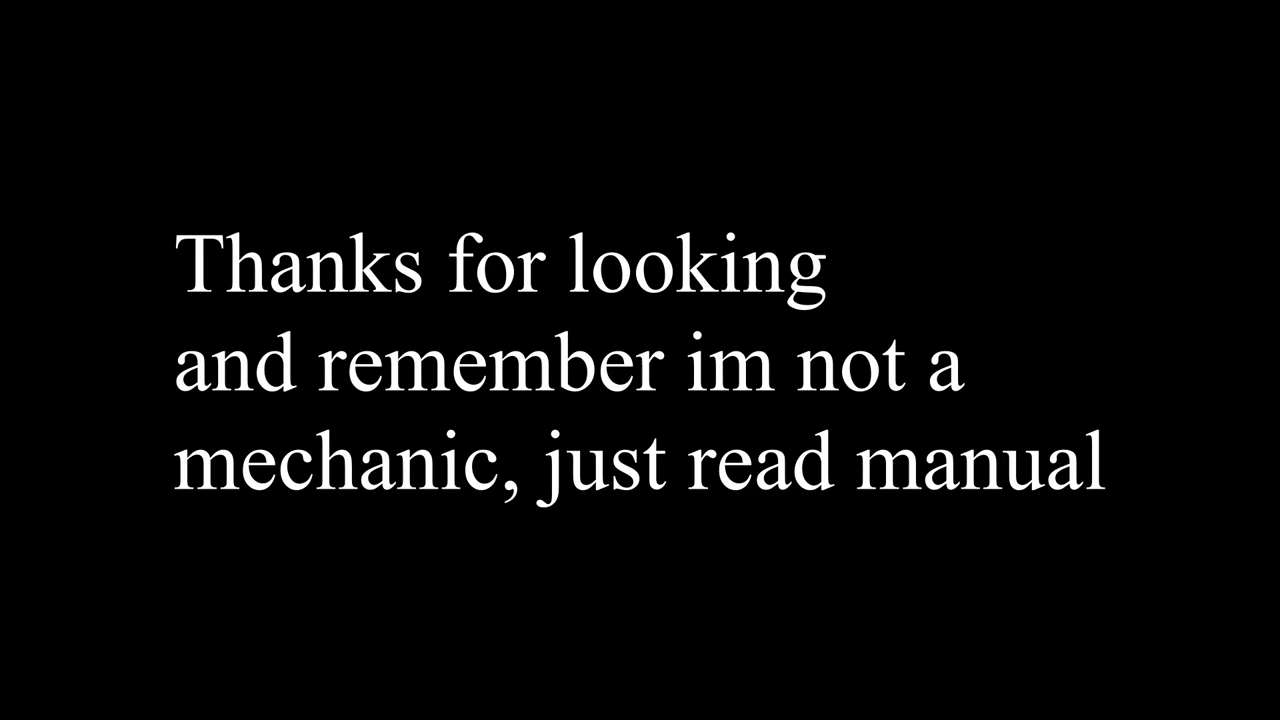 Thanks for looking
and remember im not a
mechanic, just read manual